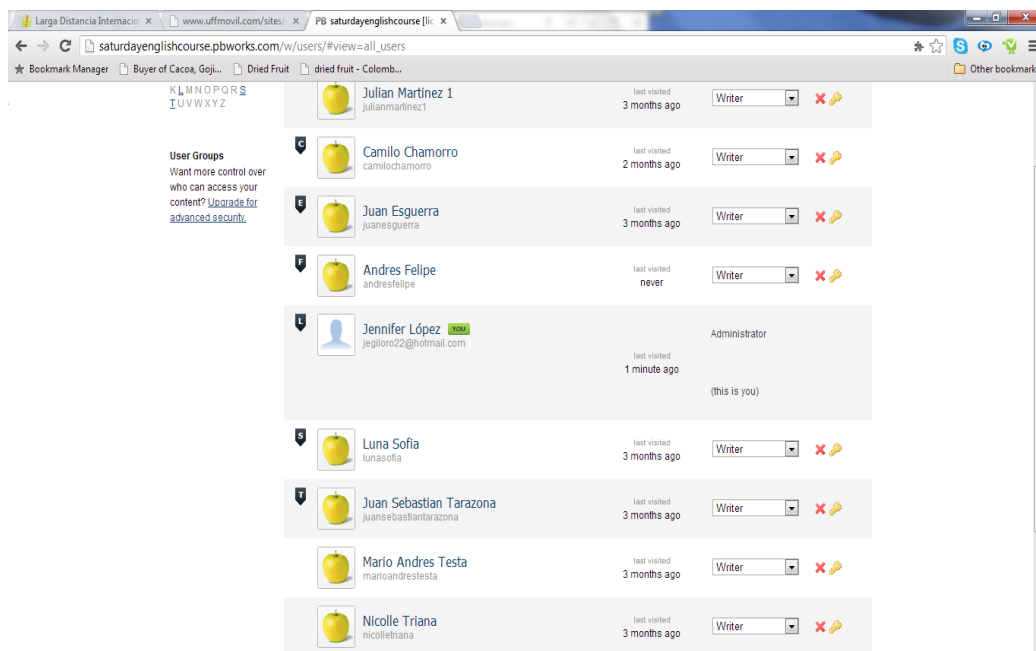 Larga Distancia Internacio x
www.uffmovil.com/sites/ x
PB saturdayenglishcourse [lic x
saturdayenglishcourse.pbworks.com/w/users/#view=all_users
Bookmark Manager
Buyer of Cacoa, Goji...
Dried Fruit
dried fruit - Colomb...
Other bookmark
KLMNOPQRS
TUVWXYZ
User Groups
Want more control over
who can access your
content? Upgrade for
advanced security.
Julian Martinez 1
julianmartinez1
last visited
3 months ago
Writer
C
Camilo Chamorro
camilochamorro
last visited
2 months ago
Writer
E
Juan Esguerra
juanesguerra
last visited
3 months ago
Writer
F
Andres Felipe
andresfelipe
last visited
never
Writer
L
Jennifer López YOU
jegiloro22@hotmail.com
last visited
1 minute ago
Administrator
(this is you)
S
Luna Sofia
lunasofia
last visited
3 months ago
Writer
T
Juan Sebastian Tarazona
juansebastiantarazona
last visited
3 months ago
Writer
Mario Andres Testa
marioandrestesta
last visited
3 months ago
Writer
Nicolle Triana
nicolletriana
last visited
3 months ago
Writer